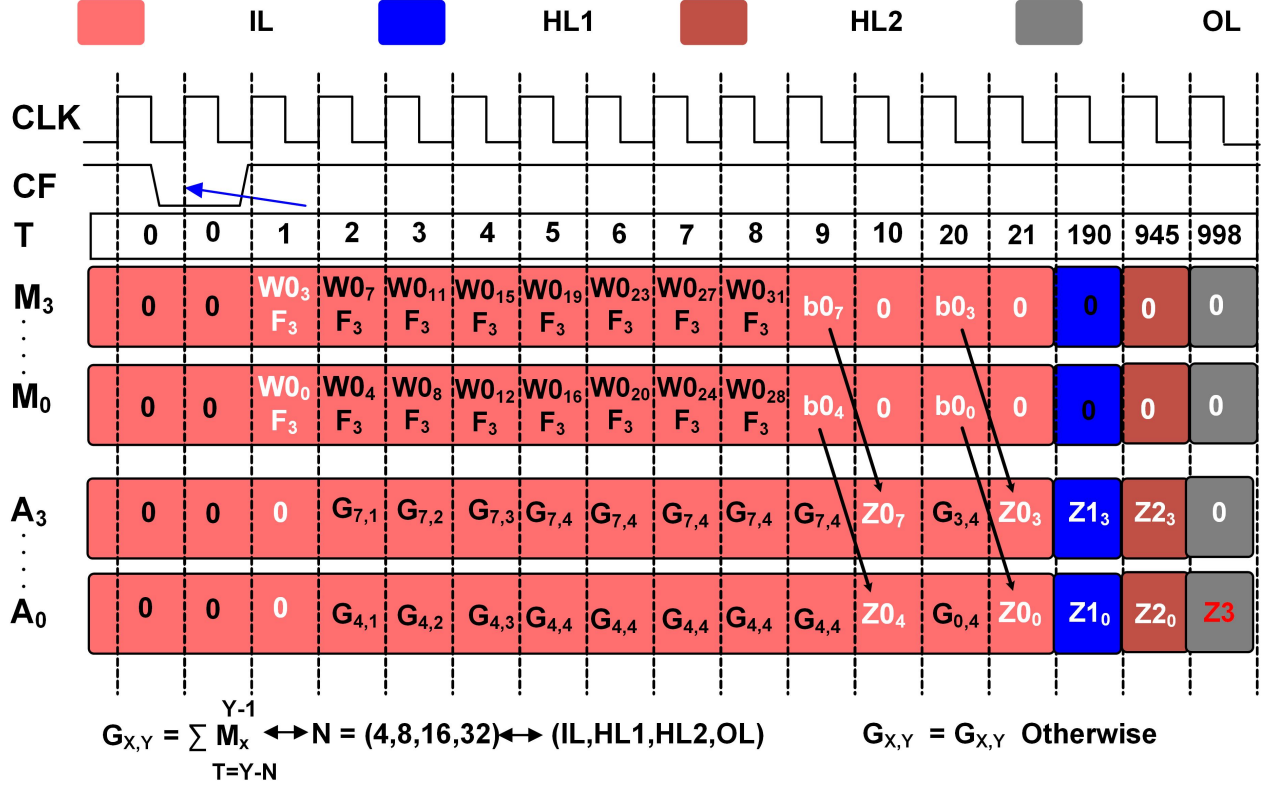 IL HL1 HL2 OL
CLK
CF
T 0 0 1 2 3 4 5 6 7 8 9 10 20 21 190 945 998
M₃ 0 0 W0₃ F₃ W0₇ F₃ W0₁₁ F₃ W0₁₅ F₃ W0₁₉ F₃ W0₂₃ F₃ W0₂₇ F₃ W0₃₁ F₃ b0₇ 0 b0₃ 0 0 0 0
M₀ 0 0 W0₀ F₃ W0₄ F₃ W0₈ F₃ W0₁₂ F₃ W0₁₆ F₃ W0₂₀ F₃ W0₂₄ F₃ W0₂₈ F₃ b0₄ 0 b0₀ 0 0 0 0
A₃ 0 0 0 G₇,₁ G₇,₂ G₇,₃ G₇,₄ G₇,₄ G₇,₄ G₇,₄ G₇,₄ Z0₇ G₃,₄ Z0₃ Z1₃ Z2₃ 0
A₀ 0 0 0 G₄,₁ G₄,₂ G₄,₃ G₄,₄ G₄,₄ G₄,₄ G₄,₄ G₄,₄ Z0₄ G₀,₄ Z0₀ Z1₀ Z2₀ Z3
Y-1
G_X,Y = ∑ Mₓ ↔ N = (4,8,16,32) ↔ (IL,HL1,HL2,OL) G_X,Y = G_X,Y Otherwise
T=Y-N